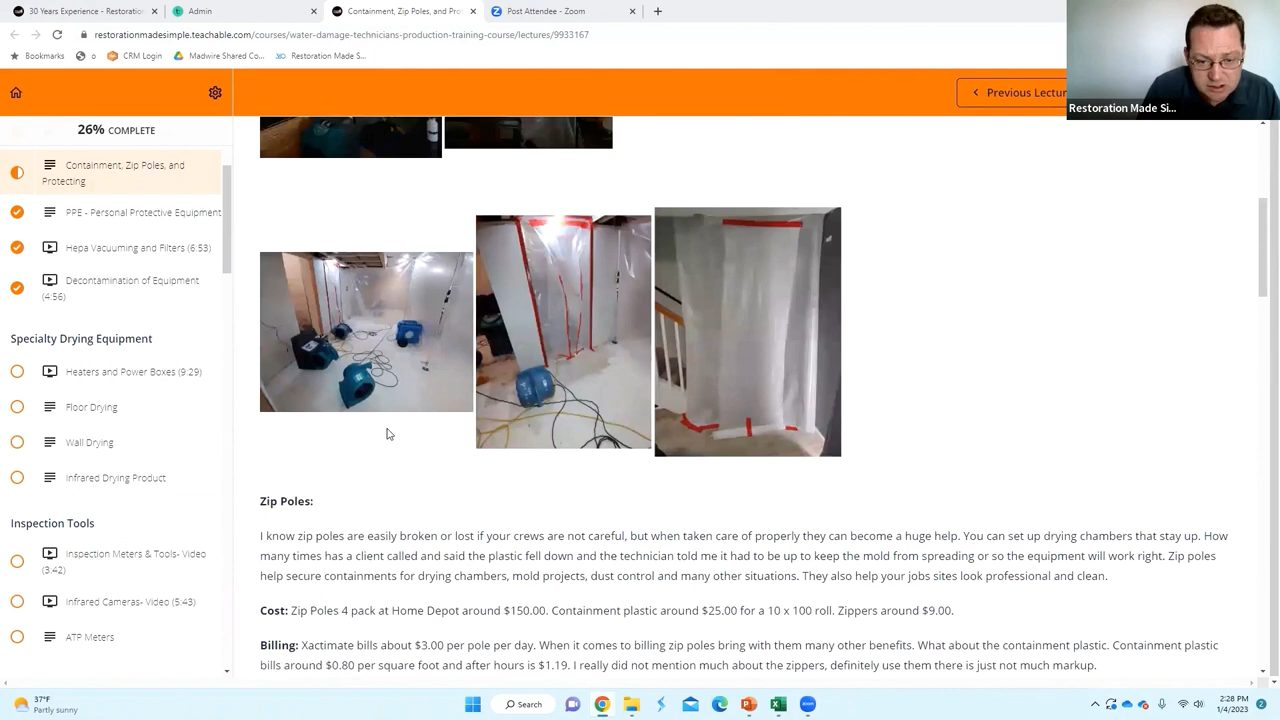 30 Years Experience - Restoratio
Admin
Containment, Zip Poles, and Pro
Post Attendee - Zoom
restorationmadesimple.teachable.com/courses/water-damage-technicians-production-training-course/lectures/9933167
Bookmarks
0
CRM Login
Madwire Shared Co...
Restoration Made S...
Restoration Made Si...
Previous Lectur
26% COMPLETE
Containment, Zip Poles, and
Protecting
PPE - Personal Protective Equipment
Hepa Vacuuming and Filters (6:53)
Decontamination of Equipment
(4:56)
Specialty Drying Equipment
Heaters and Power Boxes (9:29)
Floor Drying
Wall Drying
Infrared Drying Product
Inspection Tools
Inspection Meters & Tools- Video
(3:42)
Infrared Cameras- Video (5:43)
ATP Meters
Zip Poles:
I know zip poles are easily broken or lost if your crews are not careful, but when taken care of properly they can become a huge help. You can set up drying chambers that stay up. How
many times has a client called and said the plastic fell down and the technician told me it had to be up to keep the mold from spreading or so the equipment will work right. Zip poles
help secure containments for drying chambers, mold projects, dust control and many other situations. They also help your jobs sites look professional and clean.
Cost: Zip Poles 4 pack at Home Depot around $150.00. Containment plastic around $25.00 for a 10 x 100 roll. Zippers around $9.00.
Billing: Xactimate bills about $3.00 per pole per day. When it comes to billing zip poles bring with them many other benefits. What about the containment plastic. Containment plastic
bills around $0.80 per square foot and after hours is $1.19. I really did not mention much about the zippers, definitely use them there is just not much markup.
37°F
Partly sunny
Search
2:28 PM
1/4/2023